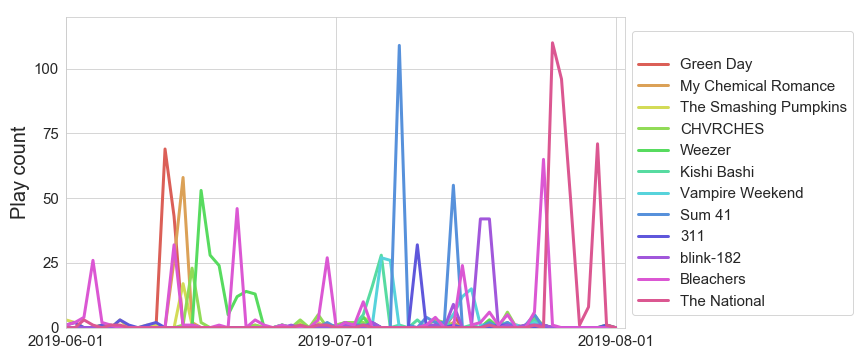 Play count
100
75
50
25
0
2019-06-01
2019-07-01
2019-08-01
Green Day
My Chemical Romance
The Smashing Pumpkins
CHVRCHES
Weezer
Kishi Bashi
Vampire Weekend
Sum 41
311
blink-182
Bleachers
The National